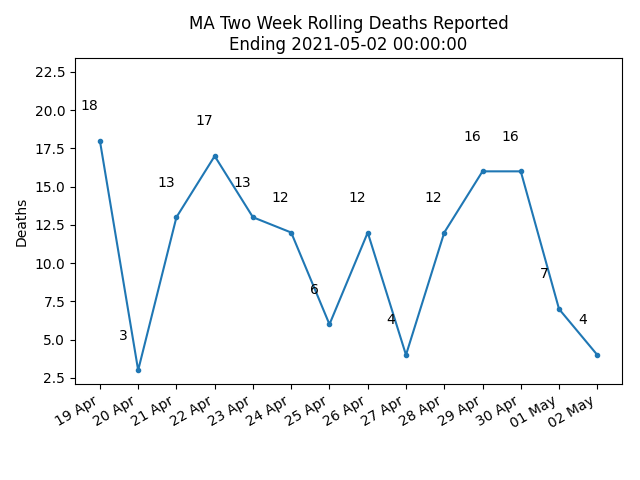 MA Two Week Rolling Deaths Reported
Ending 2021-05-02 00:00:00
Deaths
22.5
20.0
17.5
15.0
12.5
10.0
7.5
5.0
2.5
18
3
13
17
13
12
6
12
4
12
16
16
7
4
19 Apr
20 Apr
21 Apr
22 Apr
23 Apr
24 Apr
25 Apr
26 Apr
27 Apr
28 Apr
29 Apr
30 Apr
01 May
02 May